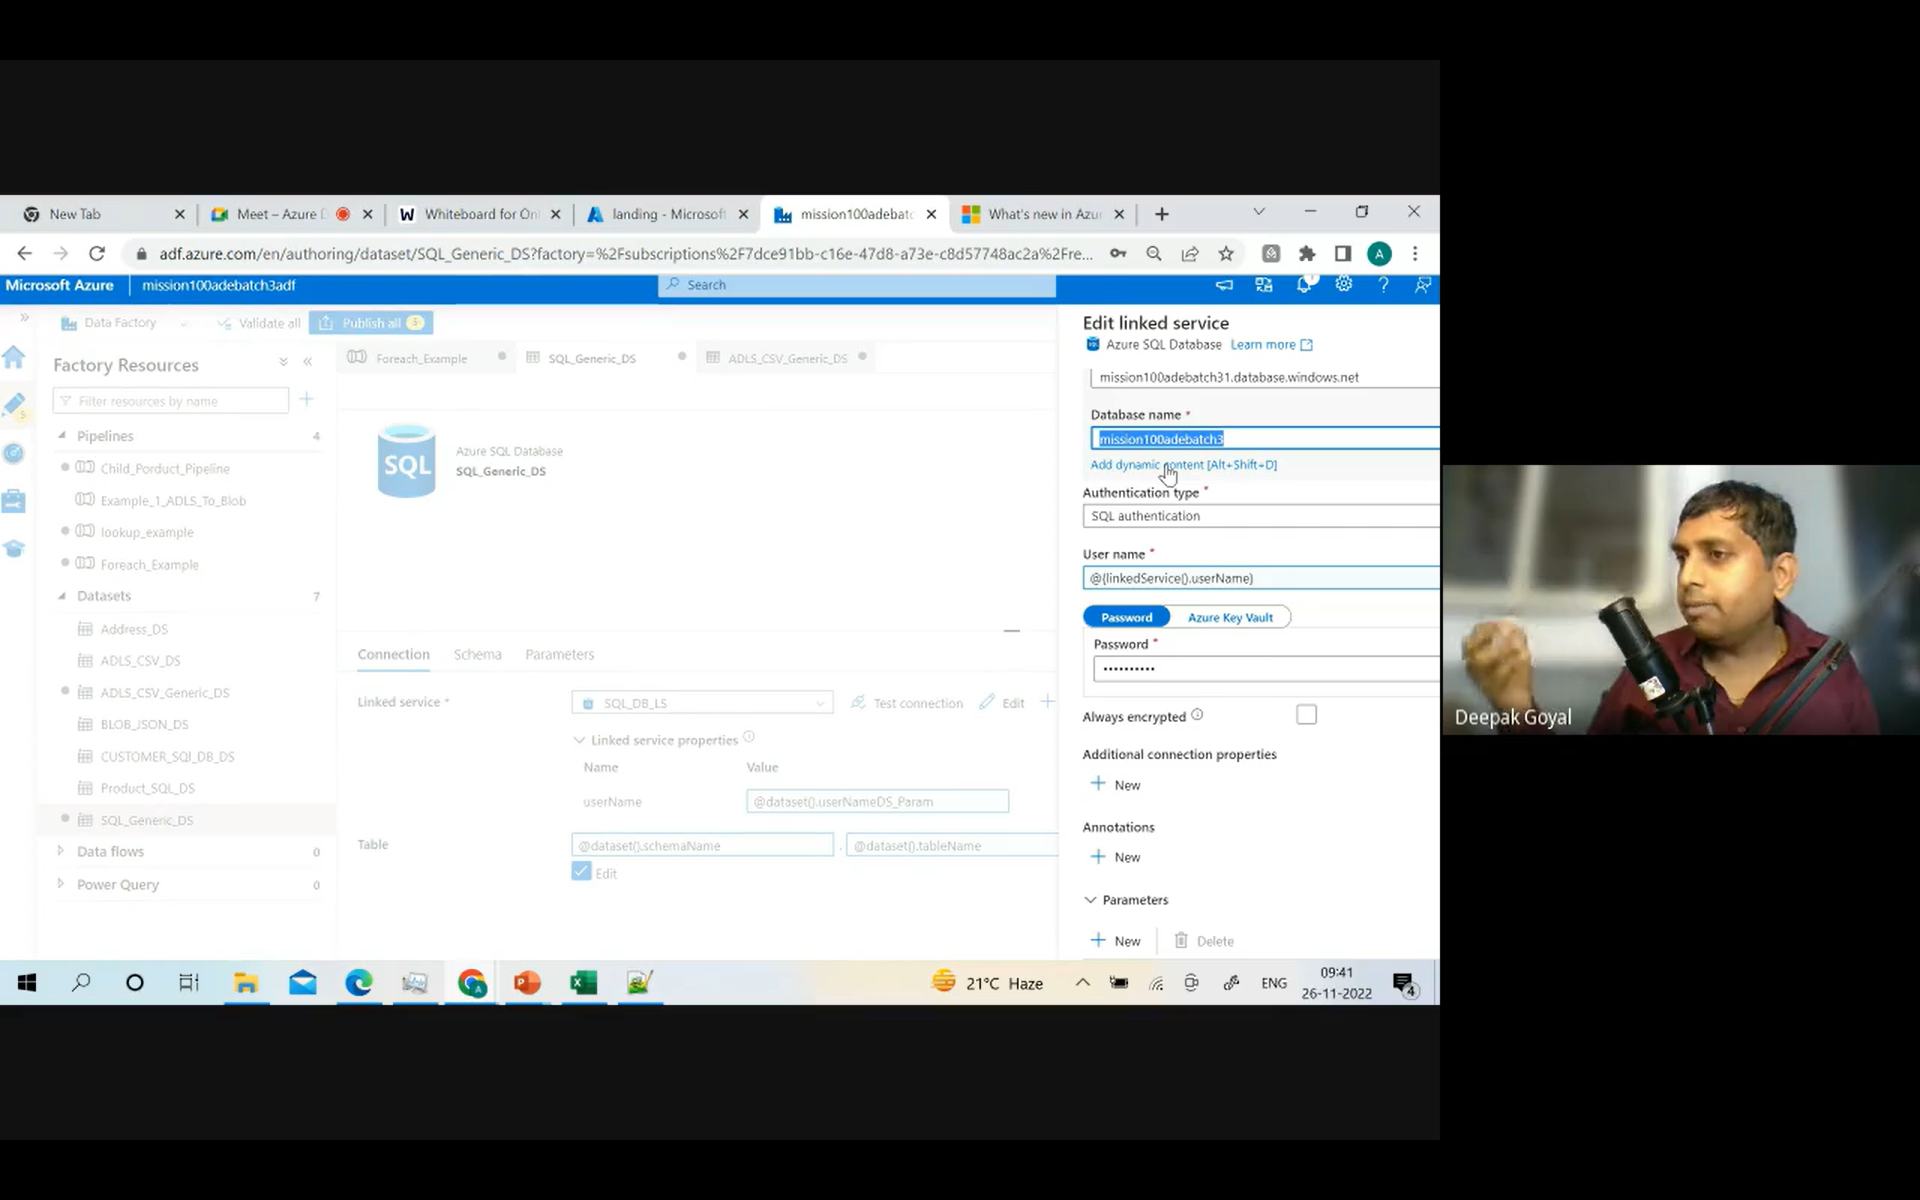 New Tab
Meet – Azure D
Whiteboard for Onl
landing - Microsoft
mission100adebatc
What's new in Azu
adf.azure.com/en/authoring/dataset/SQL_Generic_DS?factory=%2Fsubscriptions%2F7dce91bb-c16e-47d8-a73e-c8d57748ac2a%2Fre...
A
Microsoft Azure
mission100adebatch3adf
Search
Data Factory
Validate all
Publish all 5
Factory Resources
Filter resources by name
Pipelines 4
Child_Porduct_Pipeline
Example_1_ADLS_To_Blob
lookup_example
Foreach_Example
Datasets 7
Address_DS
ADLS_CSV_DS
ADLS_CSV_Generic_DS
BLOB_JSON_DS
CUSTOMER_SQl_DB_DS
Product_SQL_DS
SQL_Generic_DS
Data flows 0
Power Query 0
Foreach_Example
SQL_Generic_DS
ADLS_CSV_Generic_DS
SQL
Azure SQL Database
SQL_Generic_DS
Connection Schema Parameters
Linked service *
SQL_DB_LS
Test connection
Edit
Linked service properties
Name Value
userName @dataset().userNameDS_Param
Table @dataset().schemaName . @dataset().tableName
Edit
Edit linked service
Azure SQL Database Learn more
mission100adebatch31.database.windows.net
Database name *
mission100adebatch3
Add dynamic content [Alt+Shift+D]
Authentication type *
SQL authentication
User name *
@{linkedService().userName}
Password Azure Key Vault
Password *
••••••••••
Always encrypted
Additional connection properties
New
Annotations
New
Parameters
New Delete
Deepak Goyal
21°C Haze
ENG
09:41
26-11-2022
4